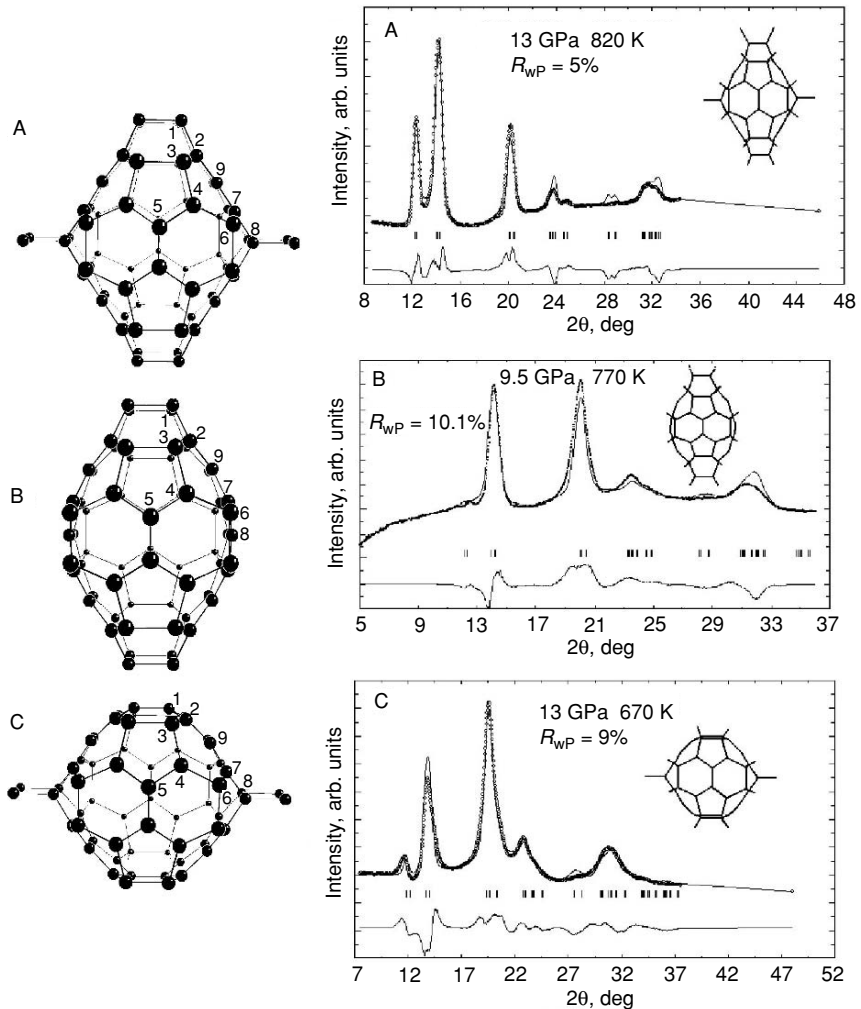 A
1
2
3
9
4
7
5
6
8
B
1
3
2
9
4
7
5
6
8
C
1
2
3
9
4
7
5
8
6
A
13 GPa 820 K
RwP = 5%
Intensity, arb. units
8 12 16 20 24 28 32 36 40 44 48
2θ, deg
B
9.5 GPa 770 K
RwP = 10.1%
Intensity, arb. units
5 9 13 17 21 25 29 33 37
2θ, deg
C
13 GPa 670 K
RwP = 9%
Intensity, arb. units
7 12 17 22 27 32 37 42 47 52
2θ, deg